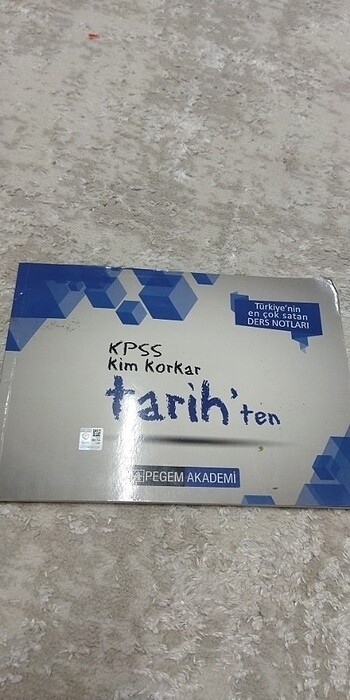 Türkiye'nin
en çok satan
DERS NOTLARI
KPSS
Kim Korkar
tarih'ten
PEGEM AKADEMİ